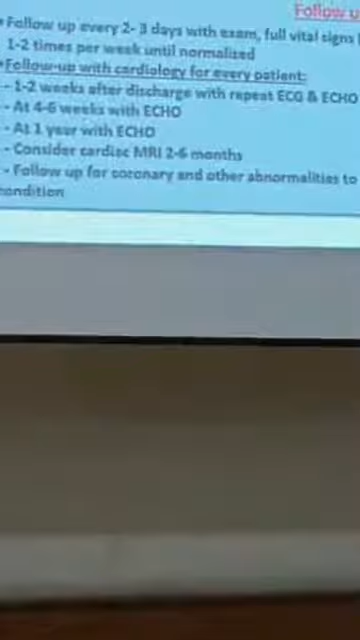 Follow u
• Follow up every 2- 3 days with exam, full vital signs
1-2 times per week until normalized
• Follow-up with cardiology for every patient:
- 1-2 weeks after discharge with repeat ECG & ECHO
- At 4-6 weeks with ECHO
- At 1 year with ECHO
- Consider cardiac MRI 2-6 months
- Follow up for coronary and other abnormalities to
condition